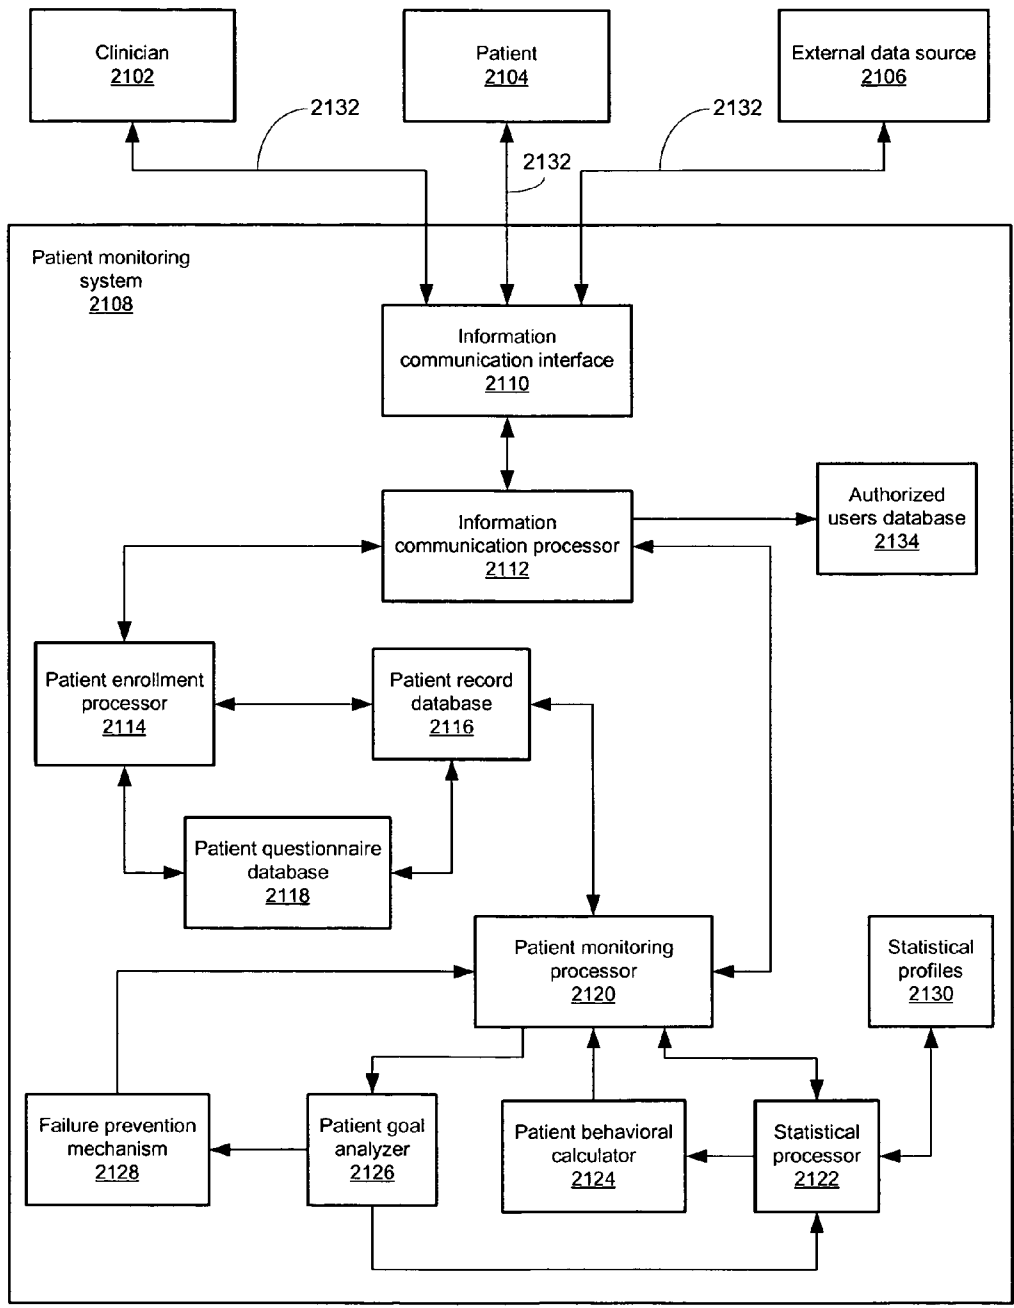 Clinician
2102
Patient
2104
External data source
2106
2132
2132
2132
Patient monitoring
system
2108
Information
communication interface
2110
Information
communication processor
2112
Authorized
users database
2134
Patient enrollment
processor
2114
Patient record
database
2116
Patient questionnaire
database
2118
Patient monitoring
processor
2120
Statistical
profiles
2130
Failure prevention
mechanism
2128
Patient goal
analyzer
2126
Patient behavioral
calculator
2124
Statistical
processor
2122